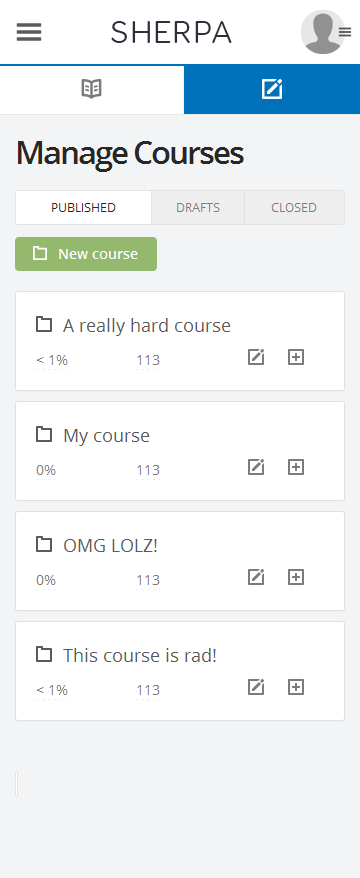 SHERPA
Manage Courses
PUBLISHED DRAFTS CLOSED
New course
A really hard course
< 1% 113
My course
0% 113
OMG LOLZ!
0% 113
This course is rad!
< 1% 113